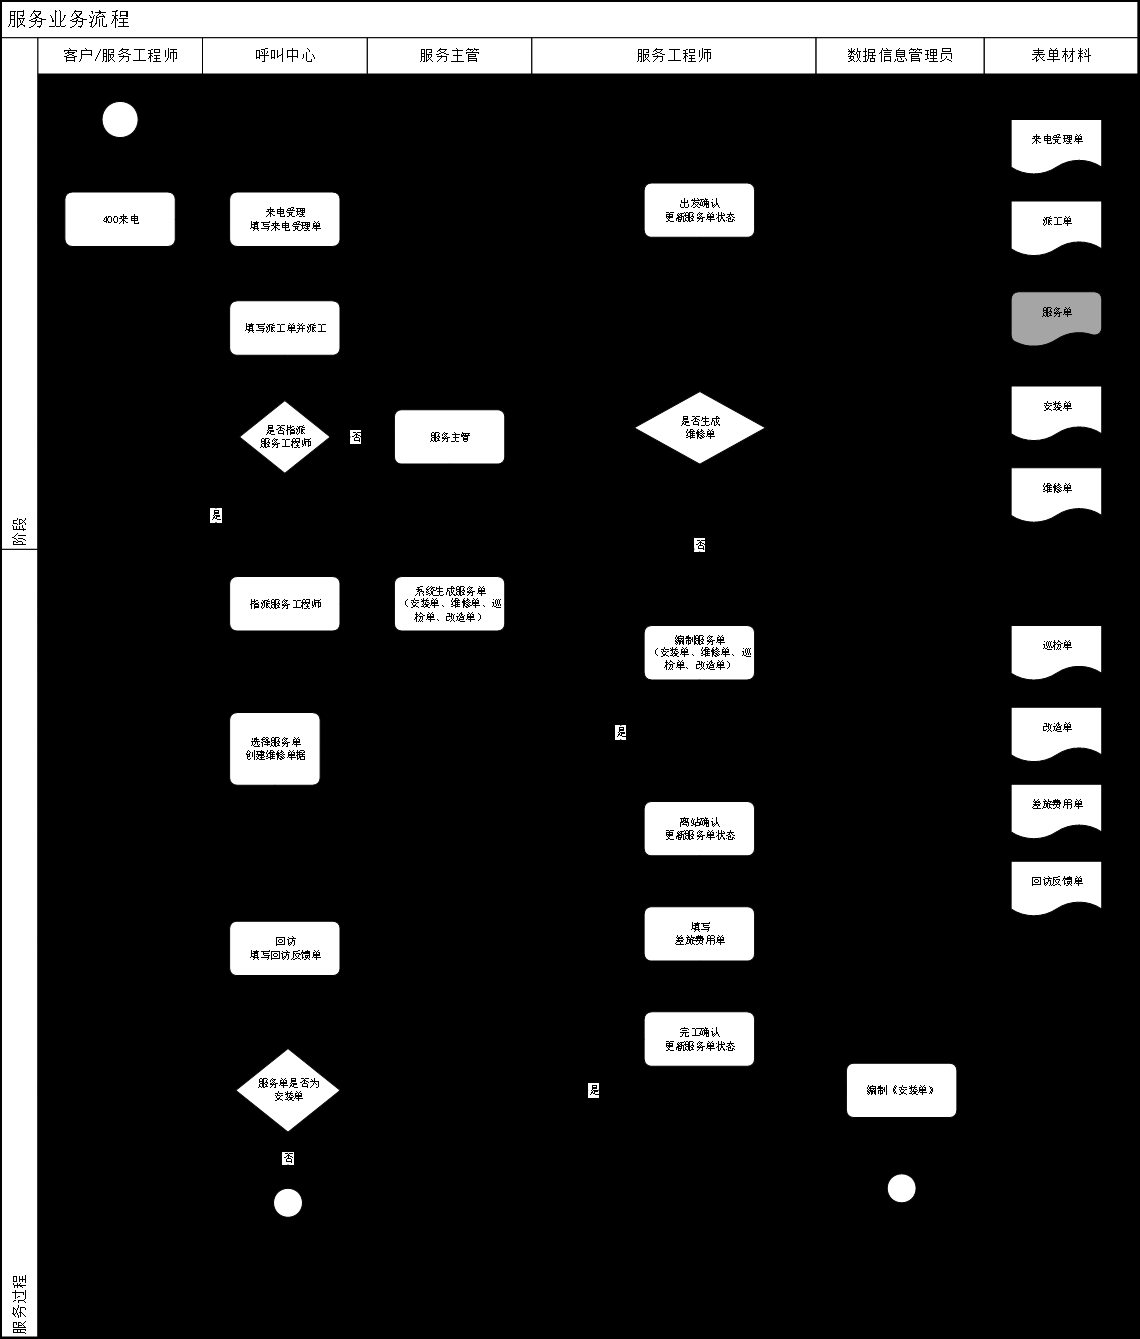 服务业务流程
客户/服务工程师
呼叫中心
服务主管
服务工程师
数据信息管理员
表单材料
阶段
服务过程
400来电
来电受理
填写来电受理单
填写派工单并派工
是否指派
服务工程师
否
是
服务主管
指派服务工程师
系统生成服务单
（安装单、维修单、巡
检单、改造单）
选择服务单
创建维修单据
出发确认
更新服务单状态
是否生成
维修单
否
编制服务单
（安装单、维修单、巡
检单、改造单）
是
离站确认
更新服务单状态
填写
差旅费用单
完工确认
更新服务单状态
回访
填写回访反馈单
服务单是否为
安装单
是
否
编制《安装单》
来电受理单
派工单
服务单
安装单
维修单
巡检单
改造单
差旅费用单
回访反馈单